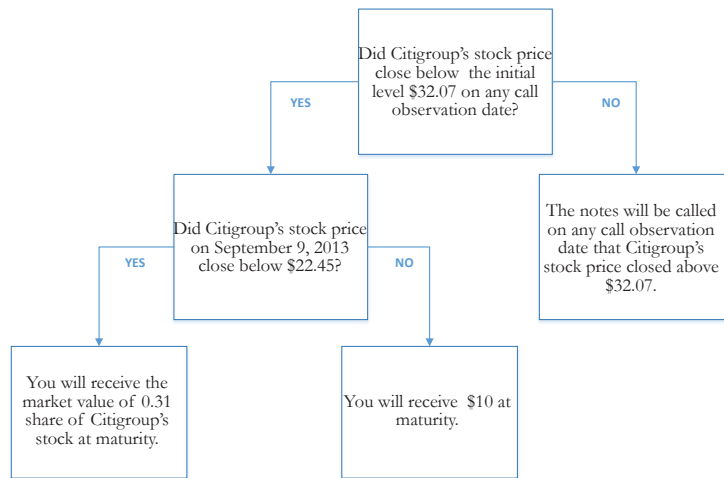 Did Citigroup's stock price
close below the initial
level $32.07 on any call
observation date?
YES
NO
Did Citigroup's stock price
on September 9, 2013
close below $22.45?
The notes will be called
on any call observation
date that Citigroup's
stock price closed above
$32.07.
YES
NO
You will receive the
market value of 0.31
share of Citigroup's
stock at maturity.
You will receive $10 at
maturity.